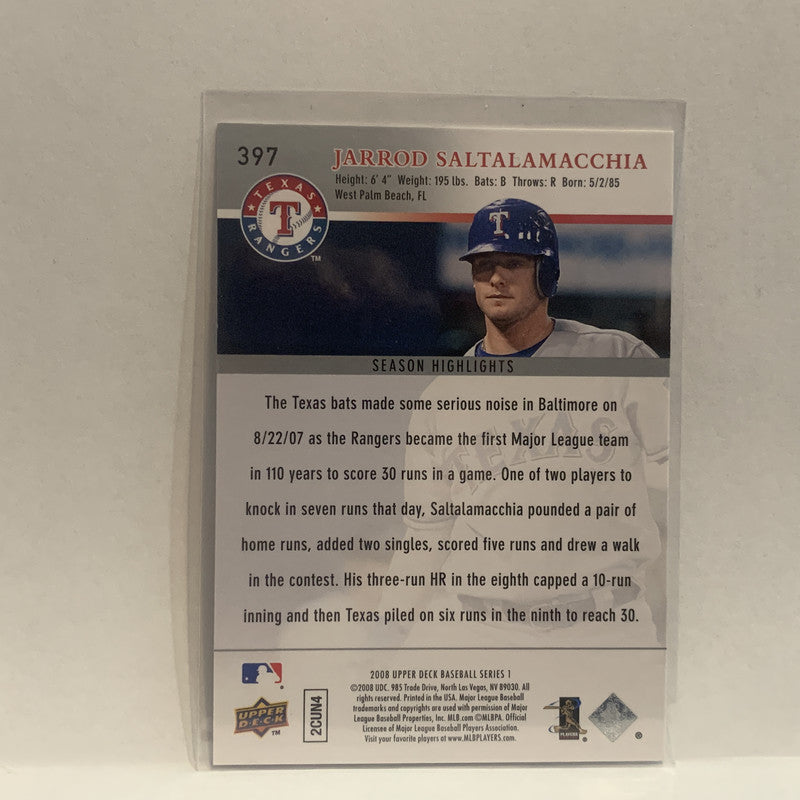 397
JARROD SALTALAMACCHIA
Height: 6' 4" Weight: 195 lbs. Bats: B Throws: R Born: 5/2/85
West Palm Beach, FL
TEXAS
T
RANGERS
TM
T
SEASON HIGHLIGHTS
TEXAS
The Texas bats made some serious noise in Baltimore on
8/22/07 as the Rangers became the first Major League team
in 110 years to score 30 runs in a game. One of two players to
knock in seven runs that day, Saltalamacchia pounded a pair of
home runs, added two singles, scored five runs and drew a walk
in the contest. His three-run HR in the eighth capped a 10-run
inning and then Texas piled on six runs in the ninth to reach 30.
2008 UPPER DECK BASEBALL SERIES 1
©2008 UDC. 985 Trade Drive, North Las Vegas, NV 89030. All
rights reserved. Printed in the USA. Major League Baseball
trademarks and copyrights are used with permission of Major
League Baseball Properties, Inc. MLB.com ©MLBPA. Official
Licensee of Major League Baseball Players Association.
Visit your favorite players at www.MLBPLAYERS.com.
UPPER
DECK
TM
2CUN4
PLAYERS